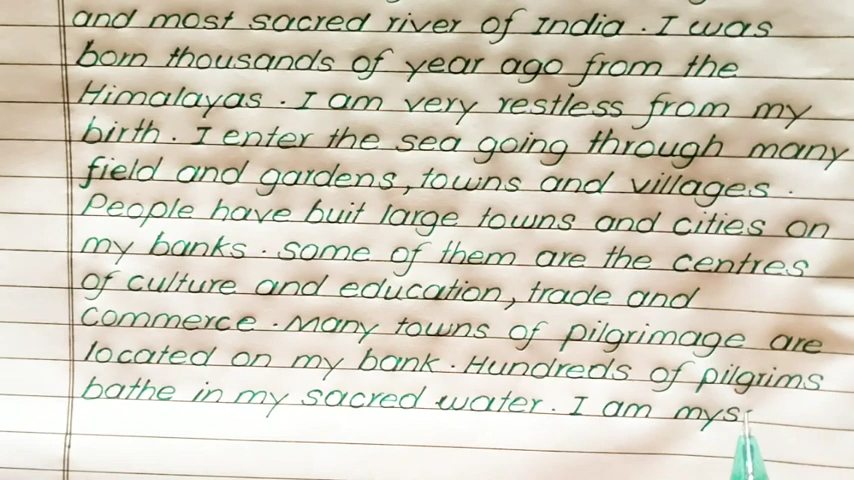 and most sacred river of India. I was
born thousands of year ago from the
Himalayas. I am very restless from my
birth. I enter the sea going through many
field and gardens, towns and villages.
People have buit large towns and cities on
my banks. Some of them are the centres
of culture and education, trade and
commerce. Many towns of pilgrimage are
located on my bank. Hundreds of pilgrims
bathe in my sacred water. I am mys